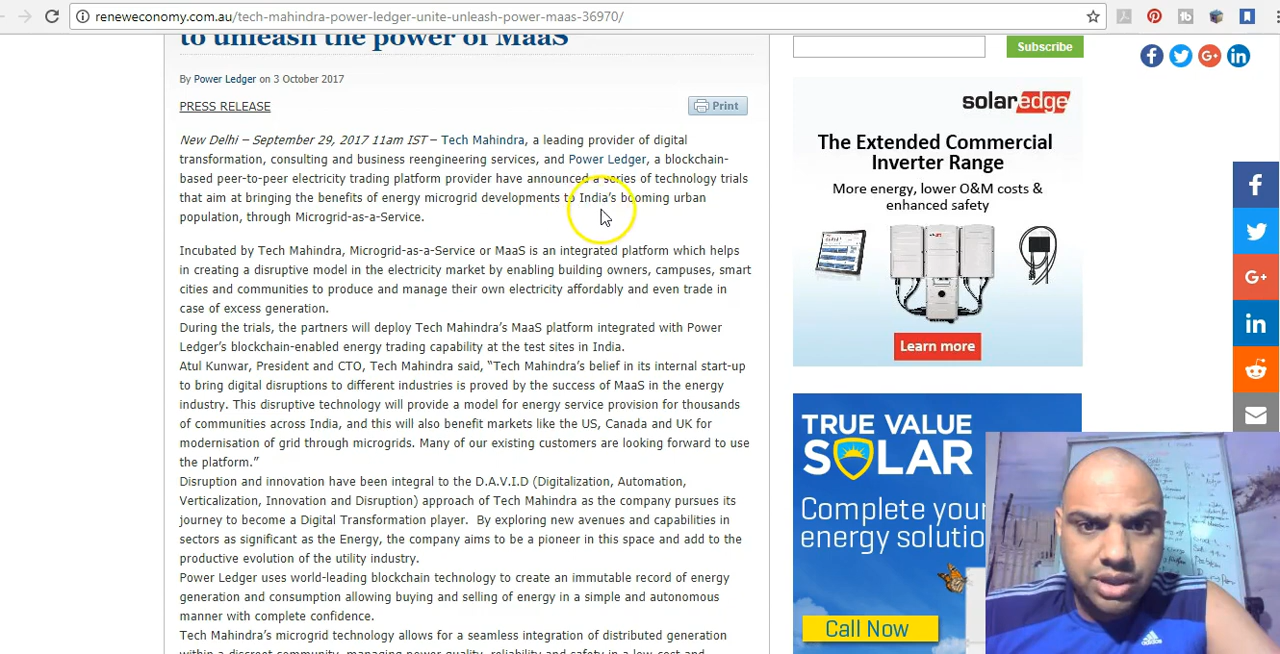 reneweconomy.com.au/tech-mahindra-power-ledger-unite-unleash-power-maas-36970/
to unleash the power of MaaS
By Power Ledger on 3 October 2017
PRESS RELEASE
Print
New Delhi – September 29, 2017 11am IST – Tech Mahindra, a leading provider of digital
transformation, consulting and business reengineering services, and Power Ledger, a blockchain-
based peer-to-peer electricity trading platform provider have announced a series of technology trials
that aim at bringing the benefits of energy microgrid developments to India's booming urban
population, through Microgrid-as-a-Service.
Incubated by Tech Mahindra, Microgrid-as-a-Service or MaaS is an integrated platform which helps
in creating a disruptive model in the electricity market by enabling building owners, campuses, smart
cities and communities to produce and manage their own electricity affordably and even trade in
case of excess generation.
During the trials, the partners will deploy Tech Mahindra's MaaS platform integrated with Power
Ledger's blockchain-enabled energy trading capability at the test sites in India.
Atul Kunwar, President and CTO, Tech Mahindra said, "Tech Mahindra's belief in its internal start-up
to bring digital disruptions to different industries is proved by the success of MaaS in the energy
industry. This disruptive technology will provide a model for energy service provision for thousands
of communities across India, and this will also benefit markets like the US, Canada and UK for
modernisation of grid through microgrids. Many of our existing customers are looking forward to use
the platform."
Disruption and innovation have been integral to the D.A.V.I.D (Digitalization, Automation,
Verticalization, Innovation and Disruption) approach of Tech Mahindra as the company pursues its
journey to become a Digital Transformation player.  By exploring new avenues and capabilities in
sectors as significant as the Energy, the company aims to be a pioneer in this space and add to the
productive evolution of the utility industry.
Power Ledger uses world-leading blockchain technology to create an immutable record of energy
generation and consumption allowing buying and selling of energy in a simple and autonomous
manner with complete confidence.
Tech Mahindra's microgrid technology allows for a seamless integration of distributed generation
within a discreet community, managing power quality, reliability and safety in a low-cost and
Subscribe
solaredge
The Extended Commercial
Inverter Range
More energy, lower O&M costs &
enhanced safety
Learn more
TRUE VALUE
SOLAR
Complete your
energy solutio
Call Now